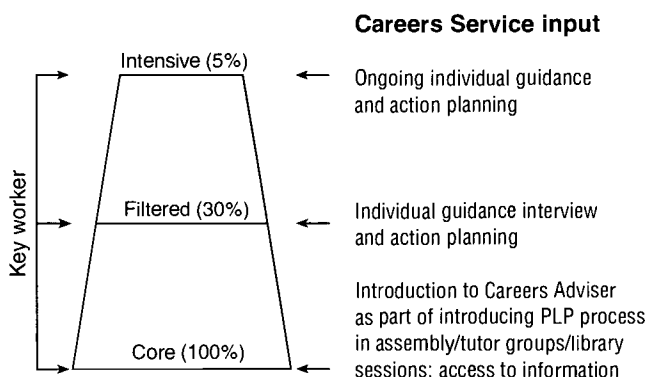 Careers Service input
Intensive (5%)
Ongoing individual guidance
and action planning
Key worker
Filtered (30%)
Individual guidance interview
and action planning
Introduction to Careers Adviser
as part of introducing PLP process
in assembly/tutor groups/library
sessions; access to information
Core (100%)